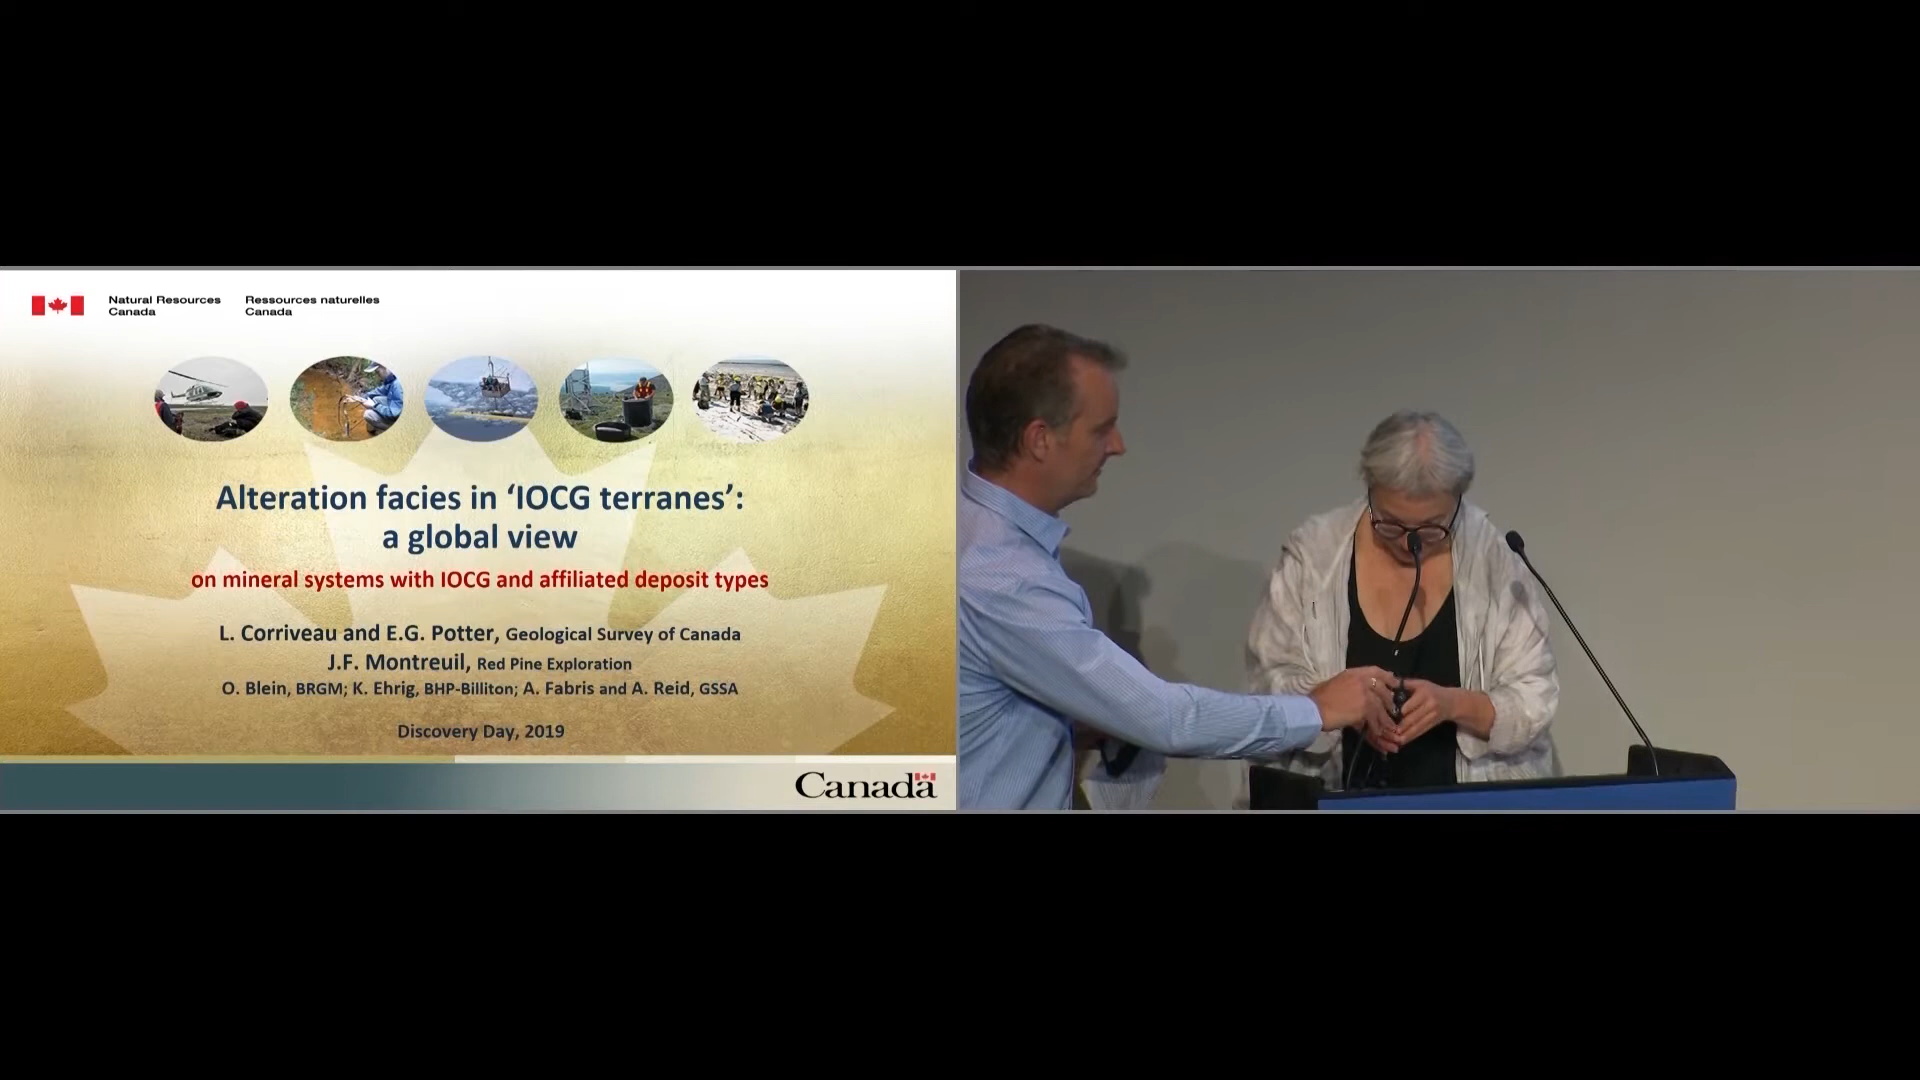 Natural Resources
Canada
Ressources naturelles
Canada
Alteration facies in ‘IOCG terranes’:
a global view
on mineral systems with IOCG and affiliated deposit types
L. Corriveau and E.G. Potter, Geological Survey of Canada
J.F. Montreuil, Red Pine Exploration
O. Blein, BRGM; K. Ehrig, BHP-Billiton; A. Fabris and A. Reid, GSSA
Discovery Day, 2019
Canada